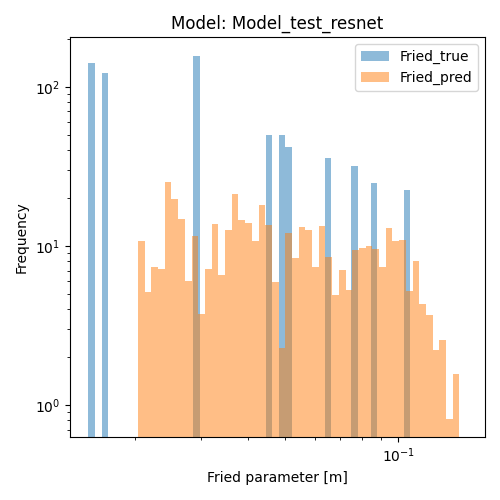 Model: Model_test_resnet
Fried_true
Fried_pred
Frequency
10²
10¹
10⁰
10⁻¹
Fried parameter [m]